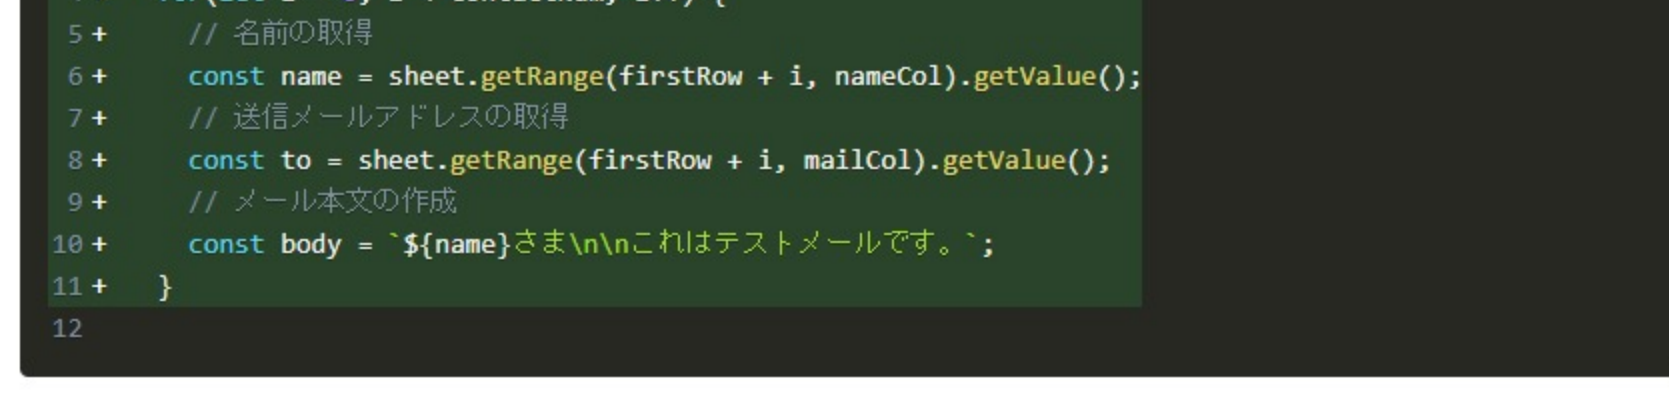 5 +     // 名前の取得
6 +     const name = sheet.getRange(firstRow + i, nameCol).getValue();
7 +     // 送信メールアドレスの取得
8 +     const to = sheet.getRange(firstRow + i, mailCol).getValue();
9 +     // メール本文の作成
10 +     const body = `${name}さま\n\nこれはテストメールです。`;
11 +   }
12